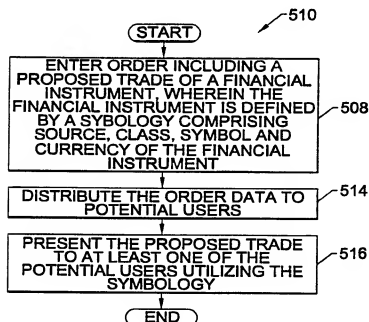 510
START
ENTER ORDER INCLUDING A
PROPOSED TRADE OF A FINANCIAL
INSTRUMENT, WHEREIN THE
FINANCIAL INSTRUMENT IS DEFINED
BY A SYBOLOGY COMPRISING
SOURCE, CLASS, SYMBOL AND
CURRENCY OF THE FINANCIAL
INSTRUMENT
508
DISTRIBUTE THE ORDER DATA TO
POTENTIAL USERS
514
PRESENT THE PROPOSED TRADE
TO AT LEAST ONE OF THE
POTENTIAL USERS UTILIZING THE
SYMBOLOGY
516
END